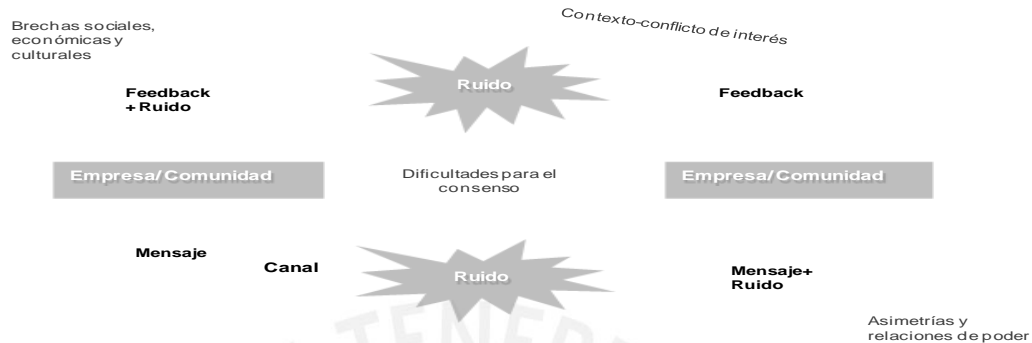 Brechas sociales,
económicas y
culturales
Contexto-conflicto de interés
Ruido
Feedback
+ Ruido
Feedback
Empresa/Comunidad
Dificultades para el
consenso
Empresa/Comunidad
Mensaje
Canal
Ruido
Mensaje+
Ruido
Asimetrías y
relaciones de poder